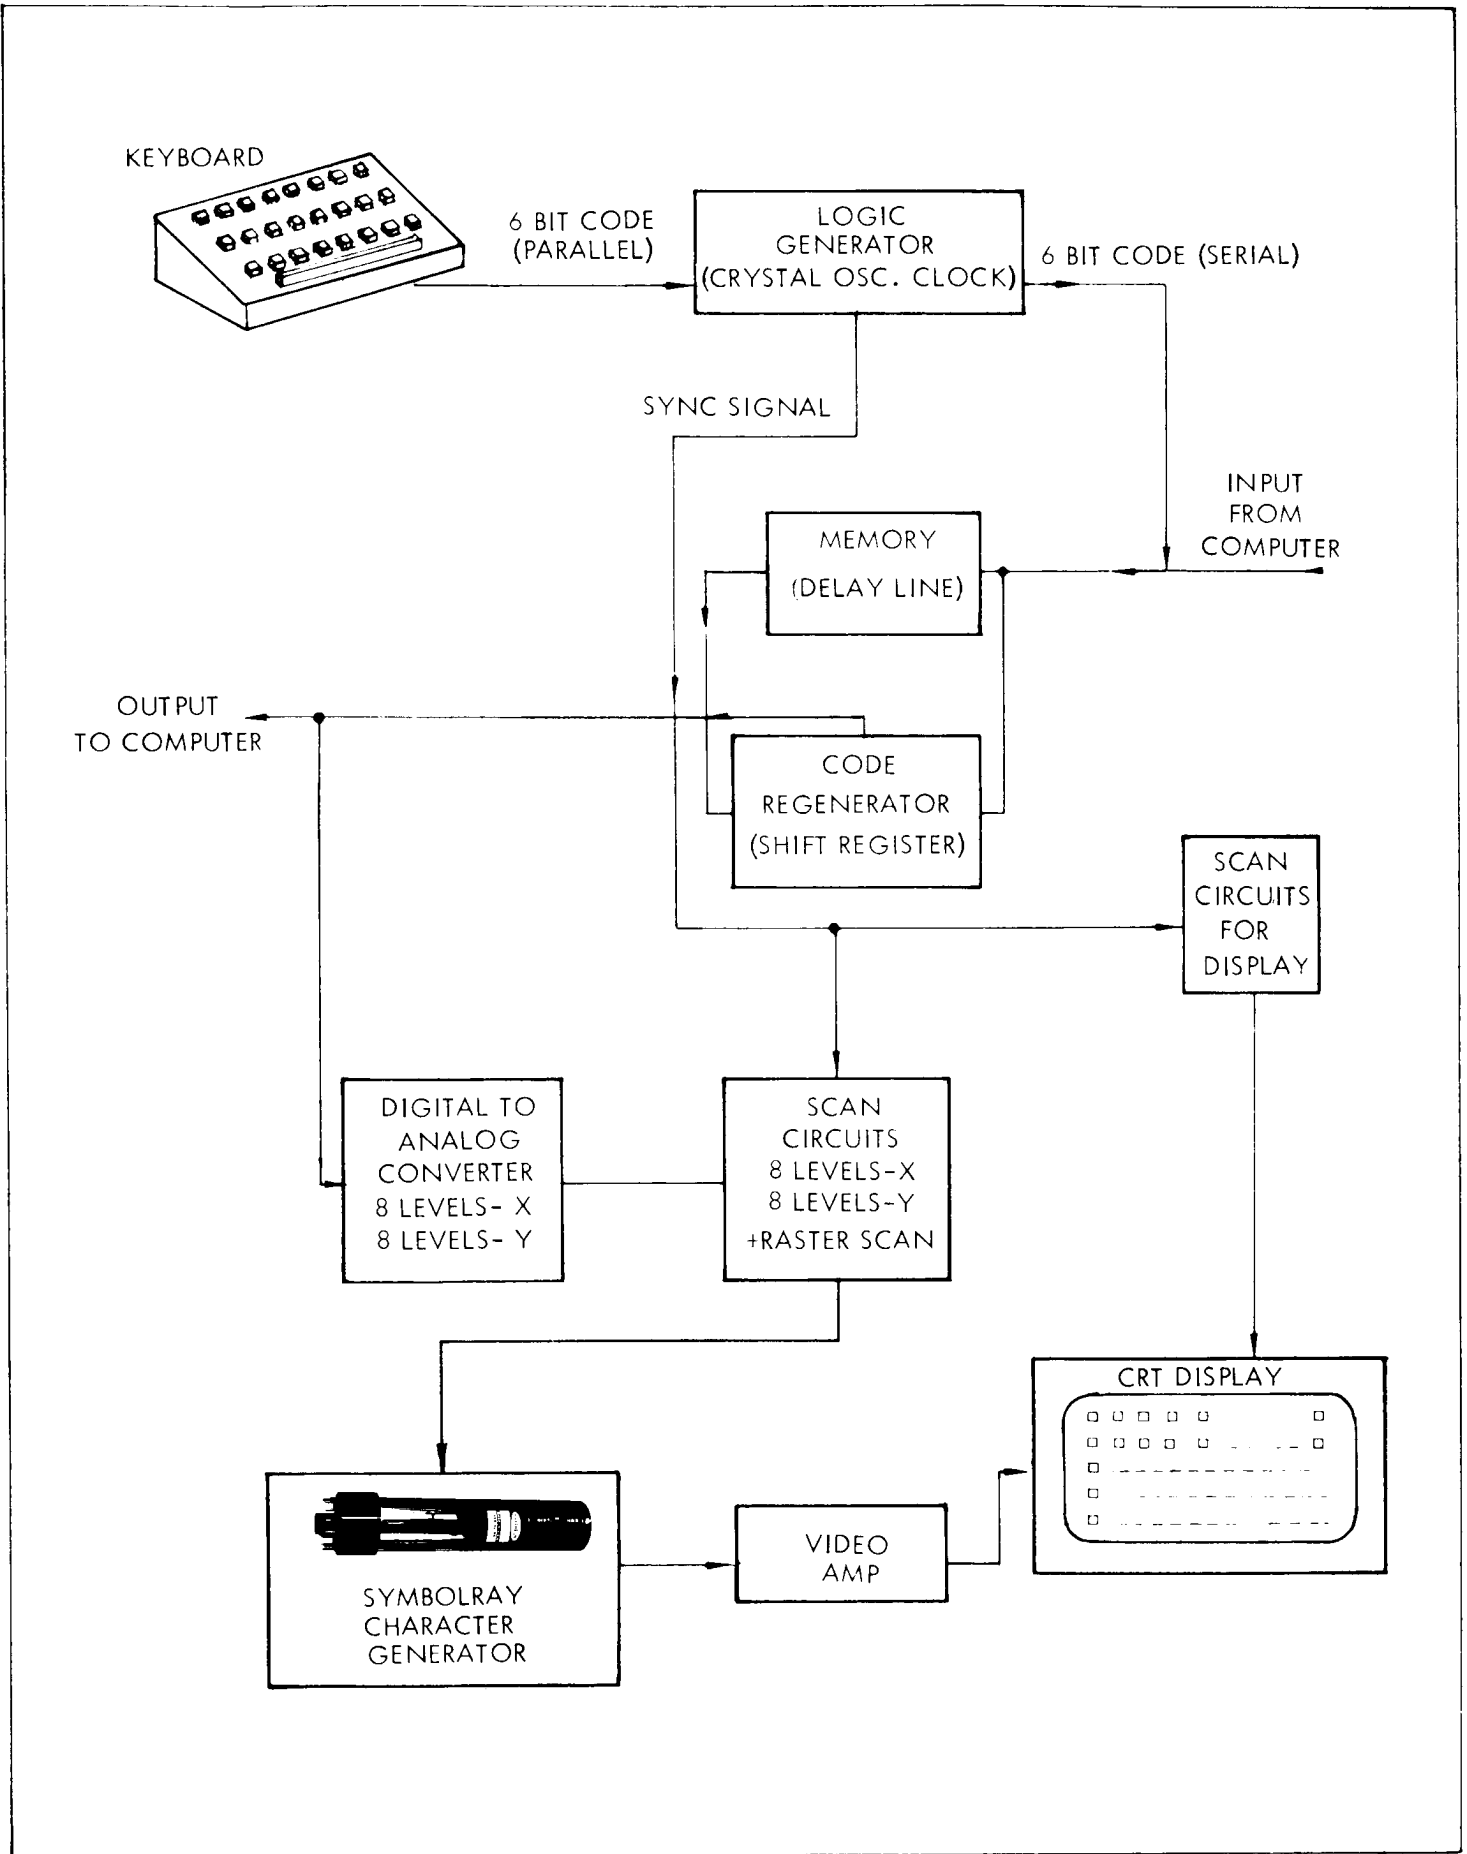 KEYBOARD
6 BIT CODE
(PARALLEL)
LOGIC
GENERATOR
(CRYSTAL OSC. CLOCK)
6 BIT CODE (SERIAL)
SYNC SIGNAL
INPUT
FROM
COMPUTER
MEMORY
(DELAY LINE)
OUTPUT
TO COMPUTER
CODE
REGENERATOR
(SHIFT REGISTER)
SCAN
CIRCUITS
FOR
DISPLAY
DIGITAL TO
ANALOG
CONVERTER
8 LEVELS- X
8 LEVELS- Y
SCAN
CIRCUITS
8 LEVELS-X
8 LEVELS-Y
+RASTER SCAN
CRT DISPLAY
SYMBOLRAY
CHARACTER
GENERATOR
VIDEO
AMP